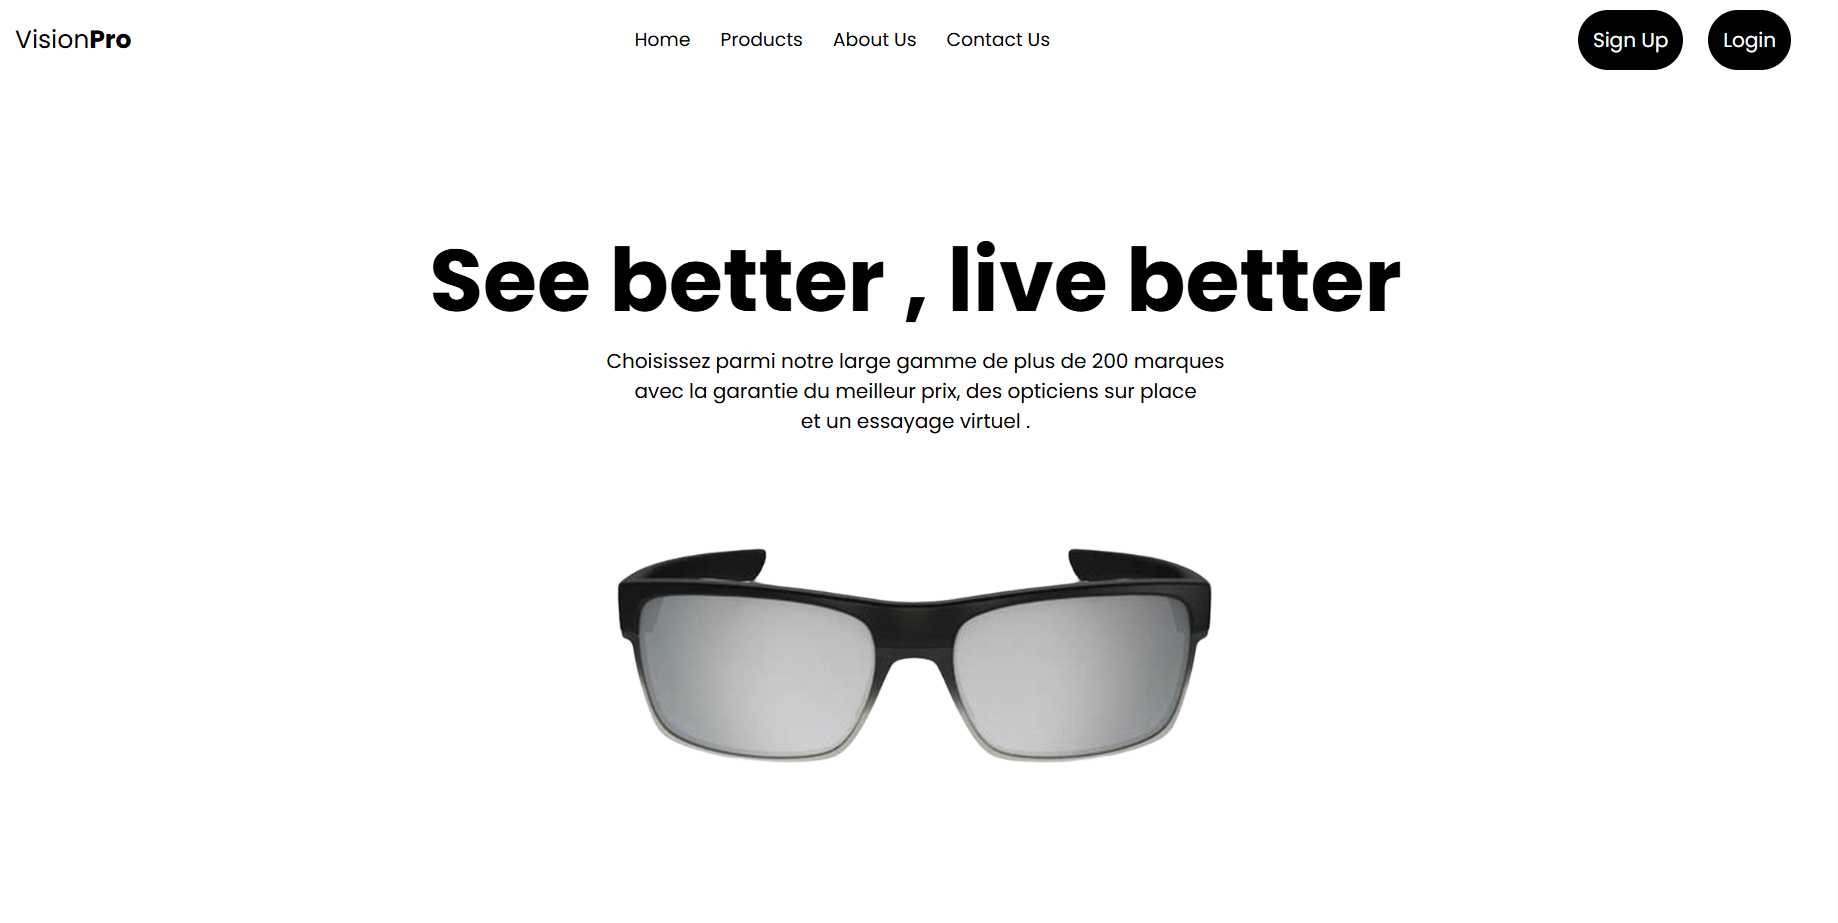 VisionPro
Home Products About Us Contact Us
Sign Up Login
See better , live better
Choisissez parmi notre large gamme de plus de 200 marques
avec la garantie du meilleur prix, des opticiens sur place
et un essayage virtuel .